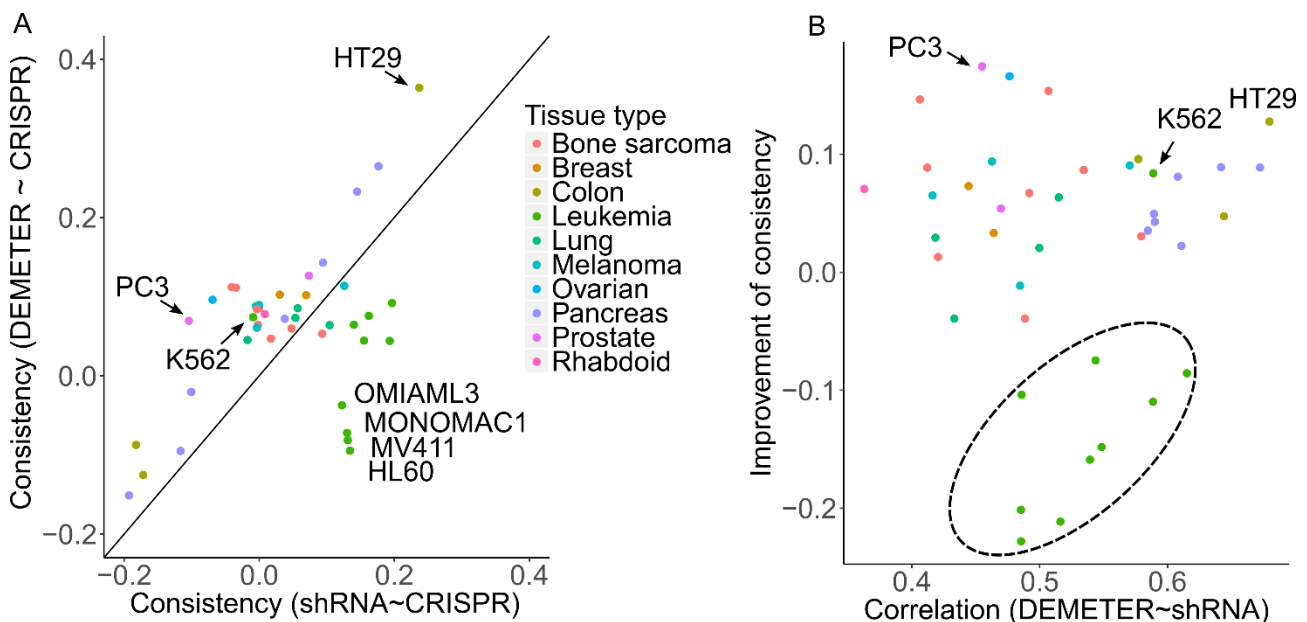 A
Consistency (DEMETER ~ CRISPR)
0.4
0.2
0.0
−0.2
−0.2
0.0
0.2
0.4
Consistency (shRNA~CRISPR)
HT29
PC3
K562
OMIAML3
MONOMAC1
MV411
HL60
Tissue type
Bone sarcoma
Breast
Colon
Leukemia
Lung
Melanoma
Ovarian
Pancreas
Prostate
Rhabdoid
B
Improvement of consistency
0.1
0.0
−0.1
−0.2
0.4
0.5
0.6
Correlation (DEMETER~shRNA)
PC3
HT29
K562